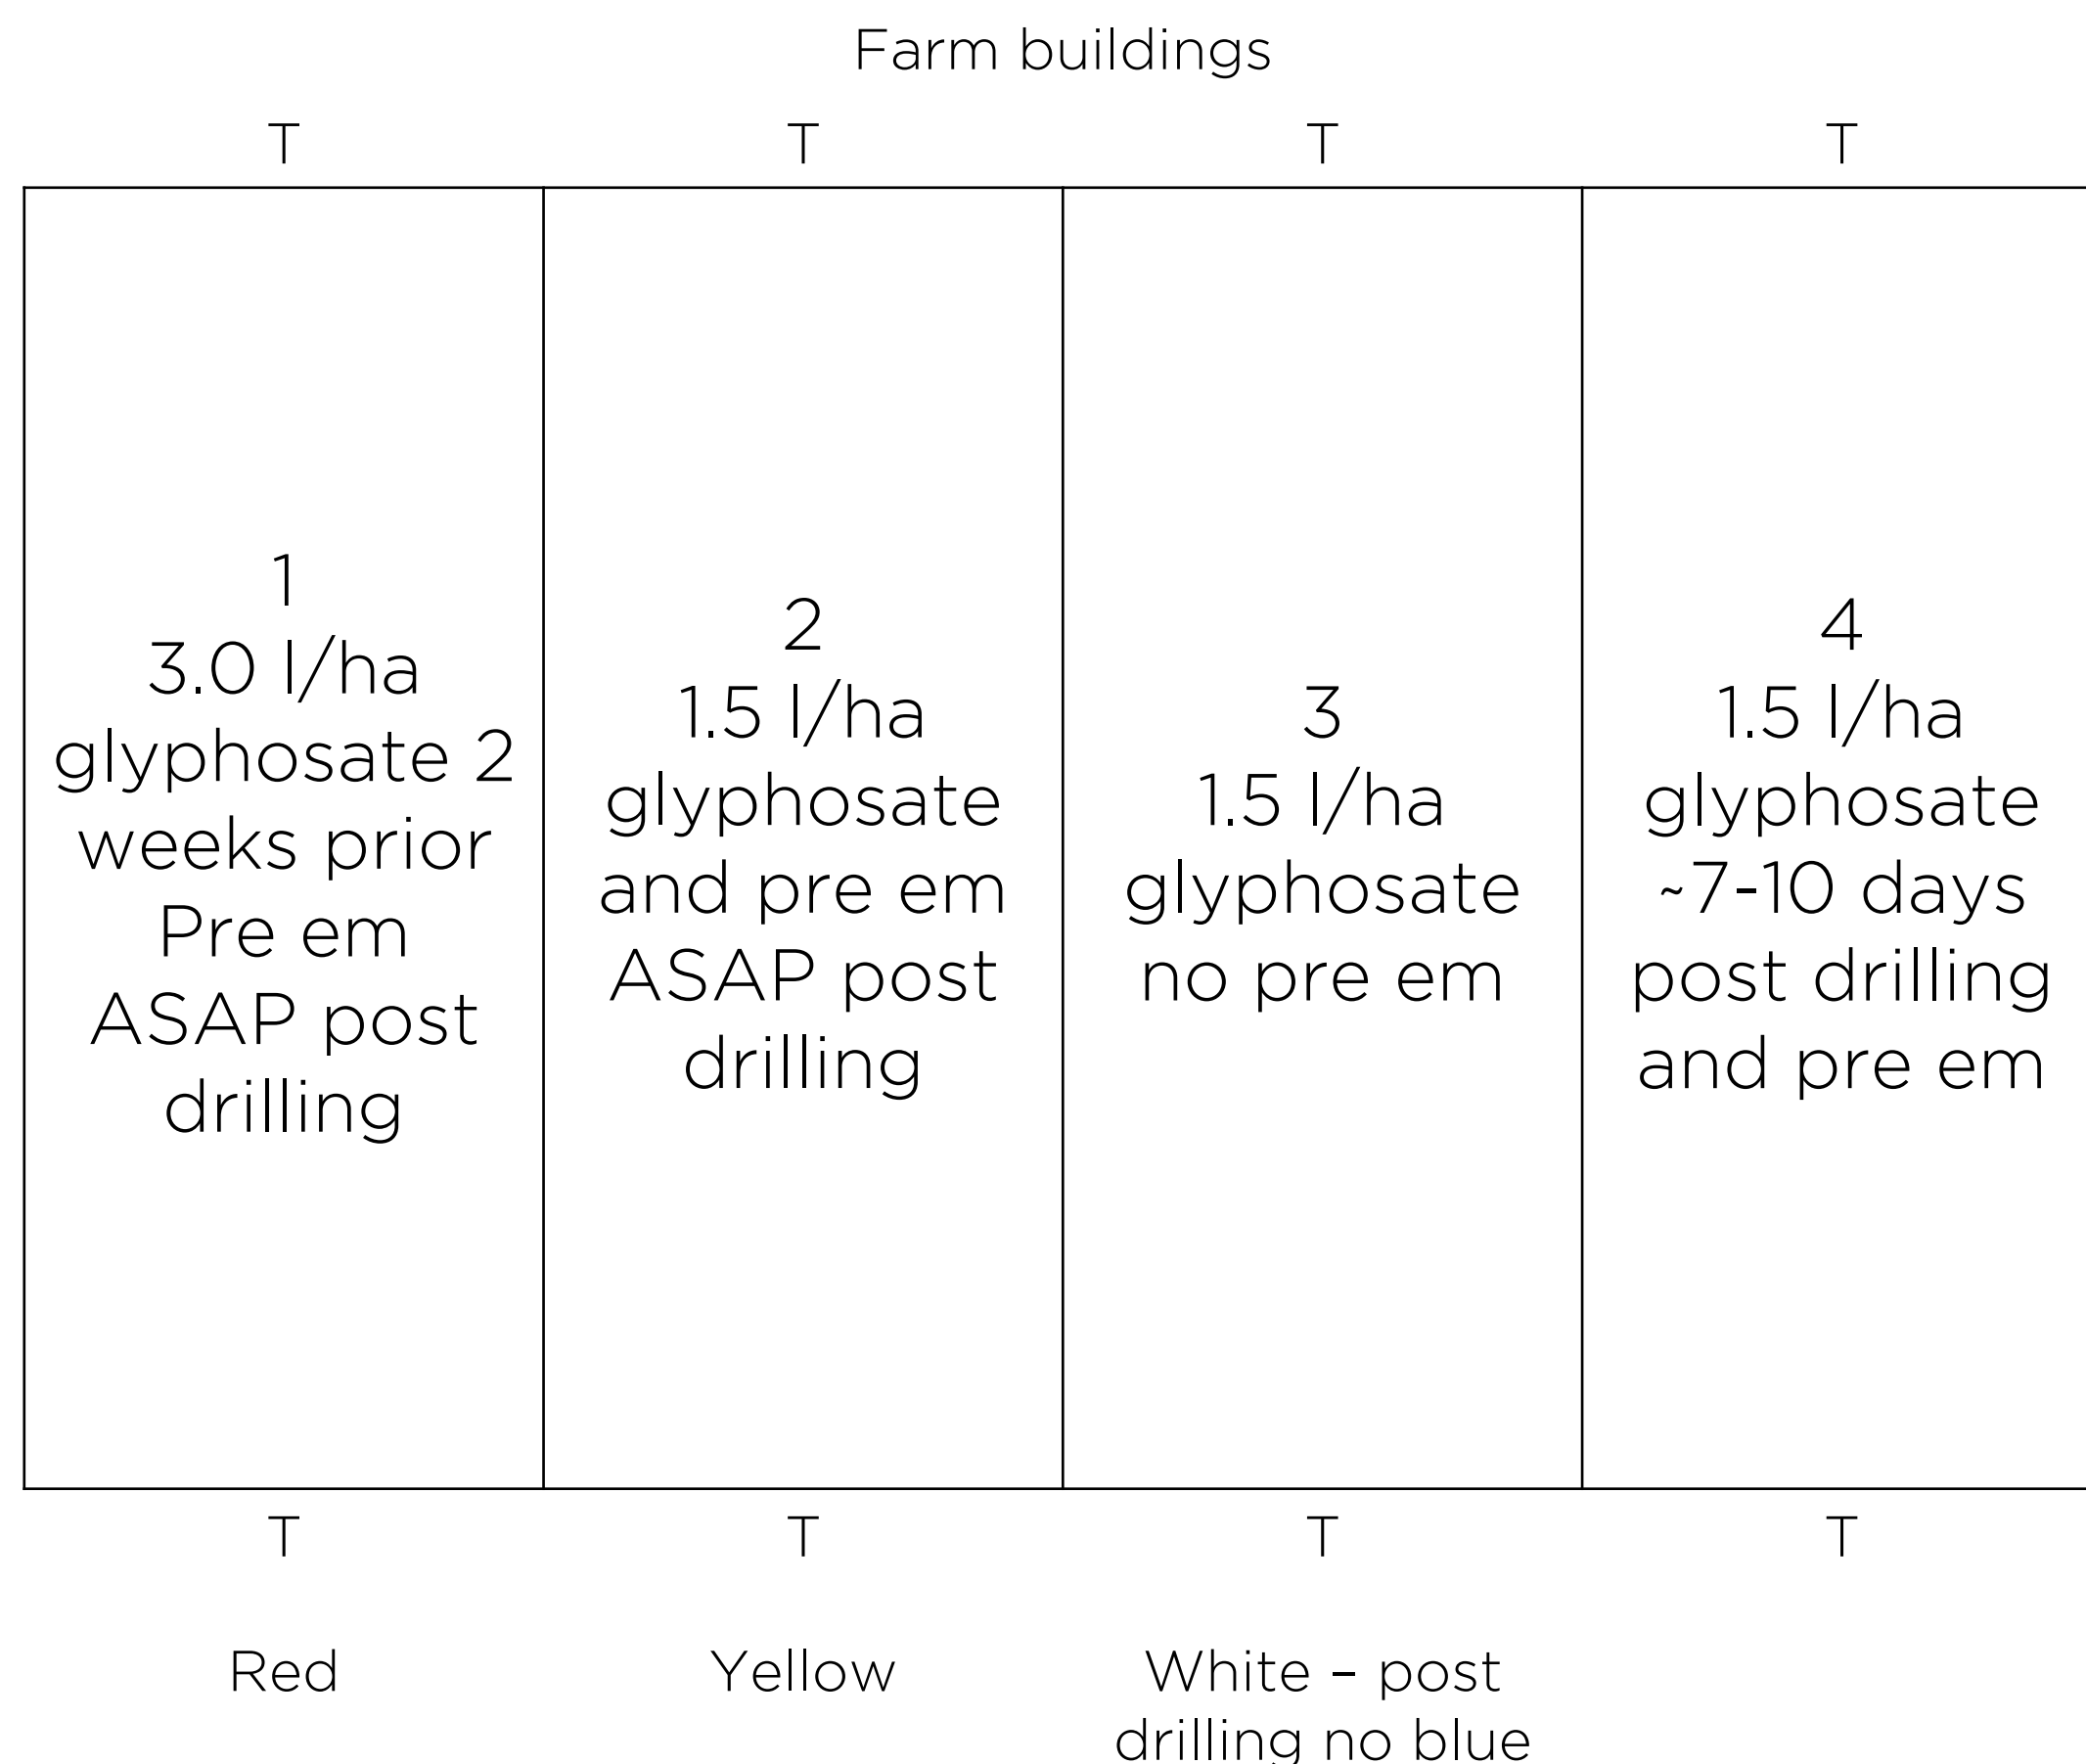 Farm buildings
T
T
T
T
1
3.0 l/ha
glyphosate 2
weeks prior
Pre em
ASAP post
drilling
2
1.5 l/ha
glyphosate
and pre em
ASAP post
drilling
3
1.5 l/ha
glyphosate
no pre em
4
1.5 l/ha
glyphosate
~7-10 days
post drilling
and pre em
T
T
T
T
Red
Yellow
White – post
drilling no blue